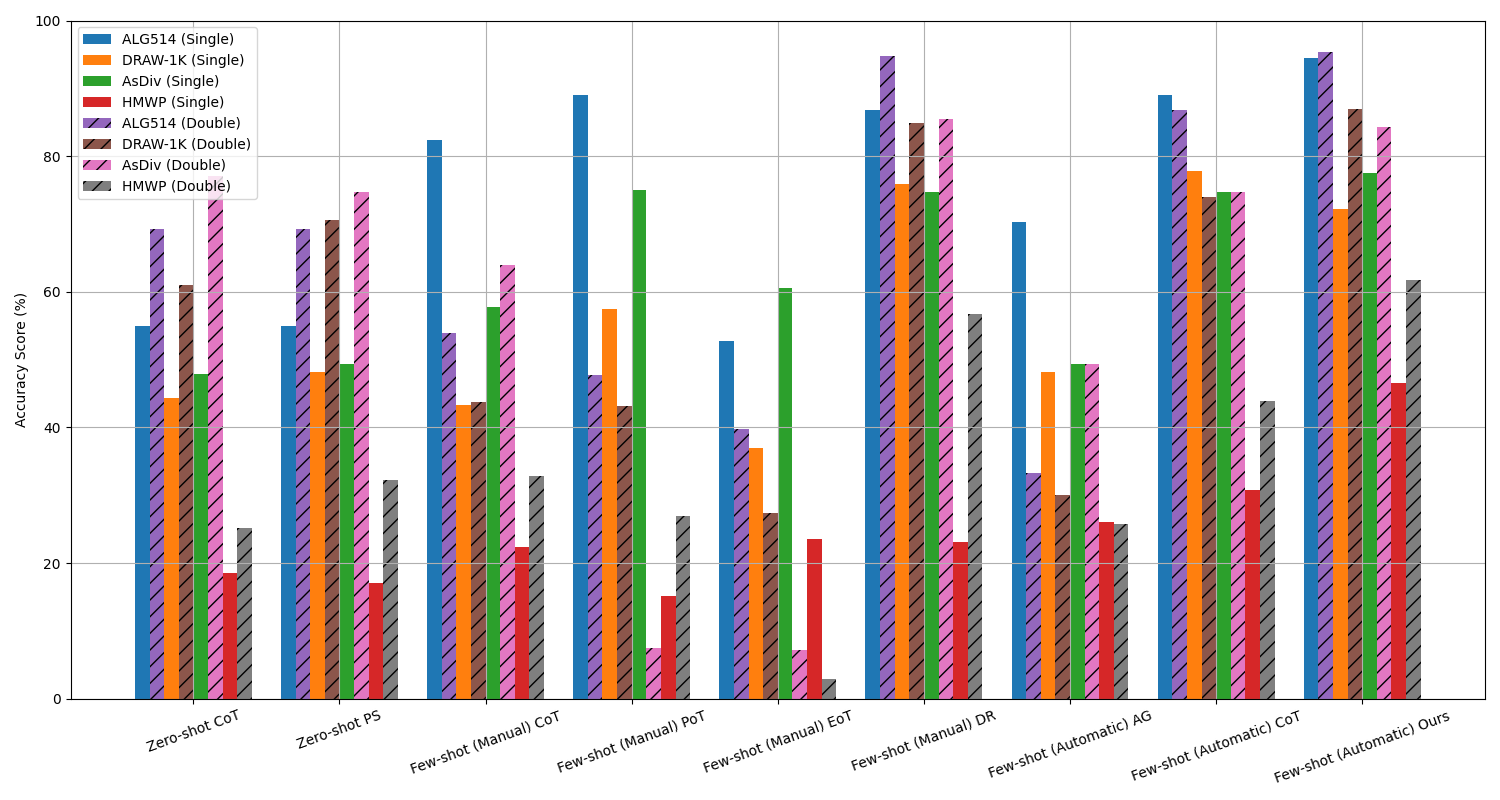 100
80
60
40
20
0
Accuracy Score (%)
ALG514 (Single)
DRAW-1K (Single)
AsDiv (Single)
HMWP (Single)
ALG514 (Double)
DRAW-1K (Double)
AsDiv (Double)
HMWP (Double)
Zero-shot CoT
Zero-shot PS
Few-shot (Manual) CoT
Few-shot (Manual) PoT
Few-shot (Manual) EoT
Few-shot (Manual) DR
Few-shot (Automatic) AG
Few-shot (Automatic) CoT
Few-shot (Automatic) Ours